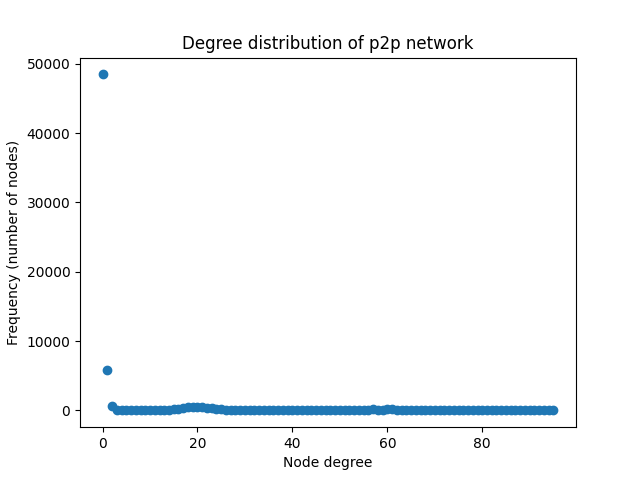 Degree distribution of p2p network
50000
40000
30000
20000
10000
0
Frequency (number of nodes)
0 20 40 60 80
Node degree